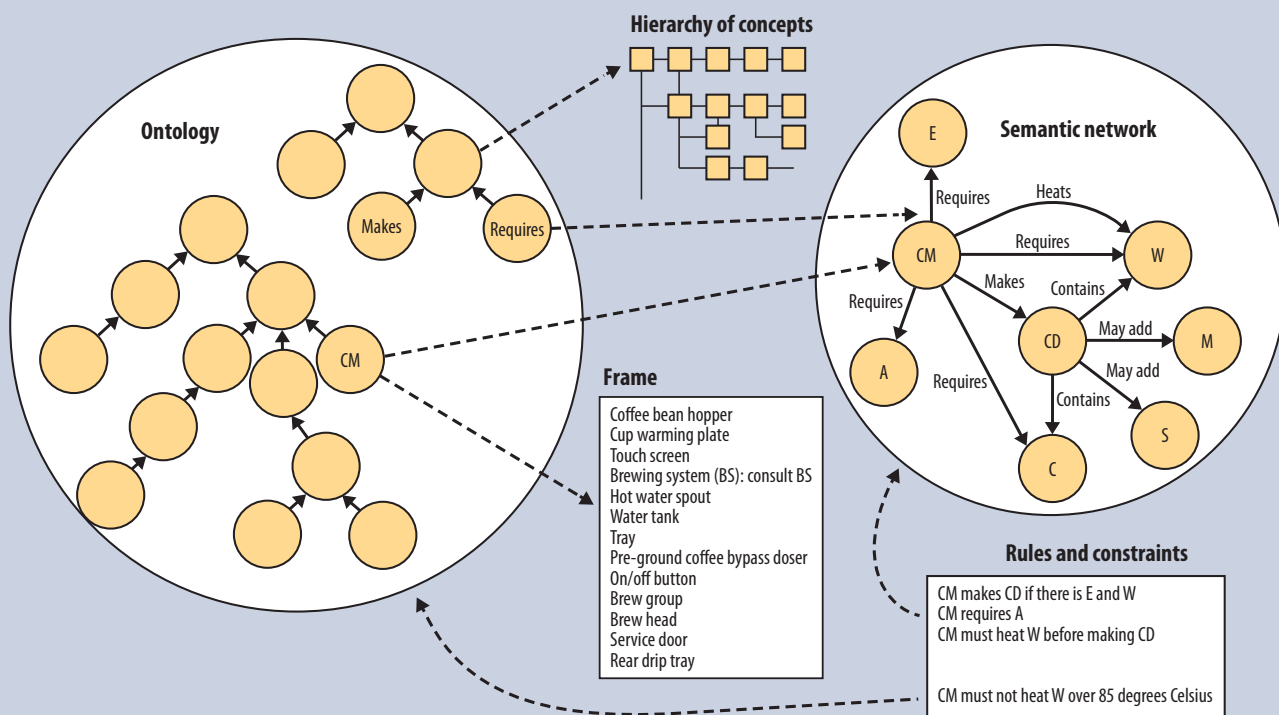 Hierarchy of concepts
Ontology
Makes
Requires
CM
Semantic network
E
Requires
Heats
CM
Requires
W
Makes
Contains
Requires
CD
May add
M
A
May add
Requires
Contains
S
C
Frame
Coffee bean hopper
Cup warming plate
Touch screen
Brewing system (BS): consult BS
Hot water spout
Water tank
Tray
Pre-ground coffee bypass doser
On/off button
Brew group
Brew head
Service door
Rear drip tray
Rules and constraints
CM makes CD if there is E and W
CM requires A
CM must heat W before making CD
CM must not heat W over 85 degrees Celsius